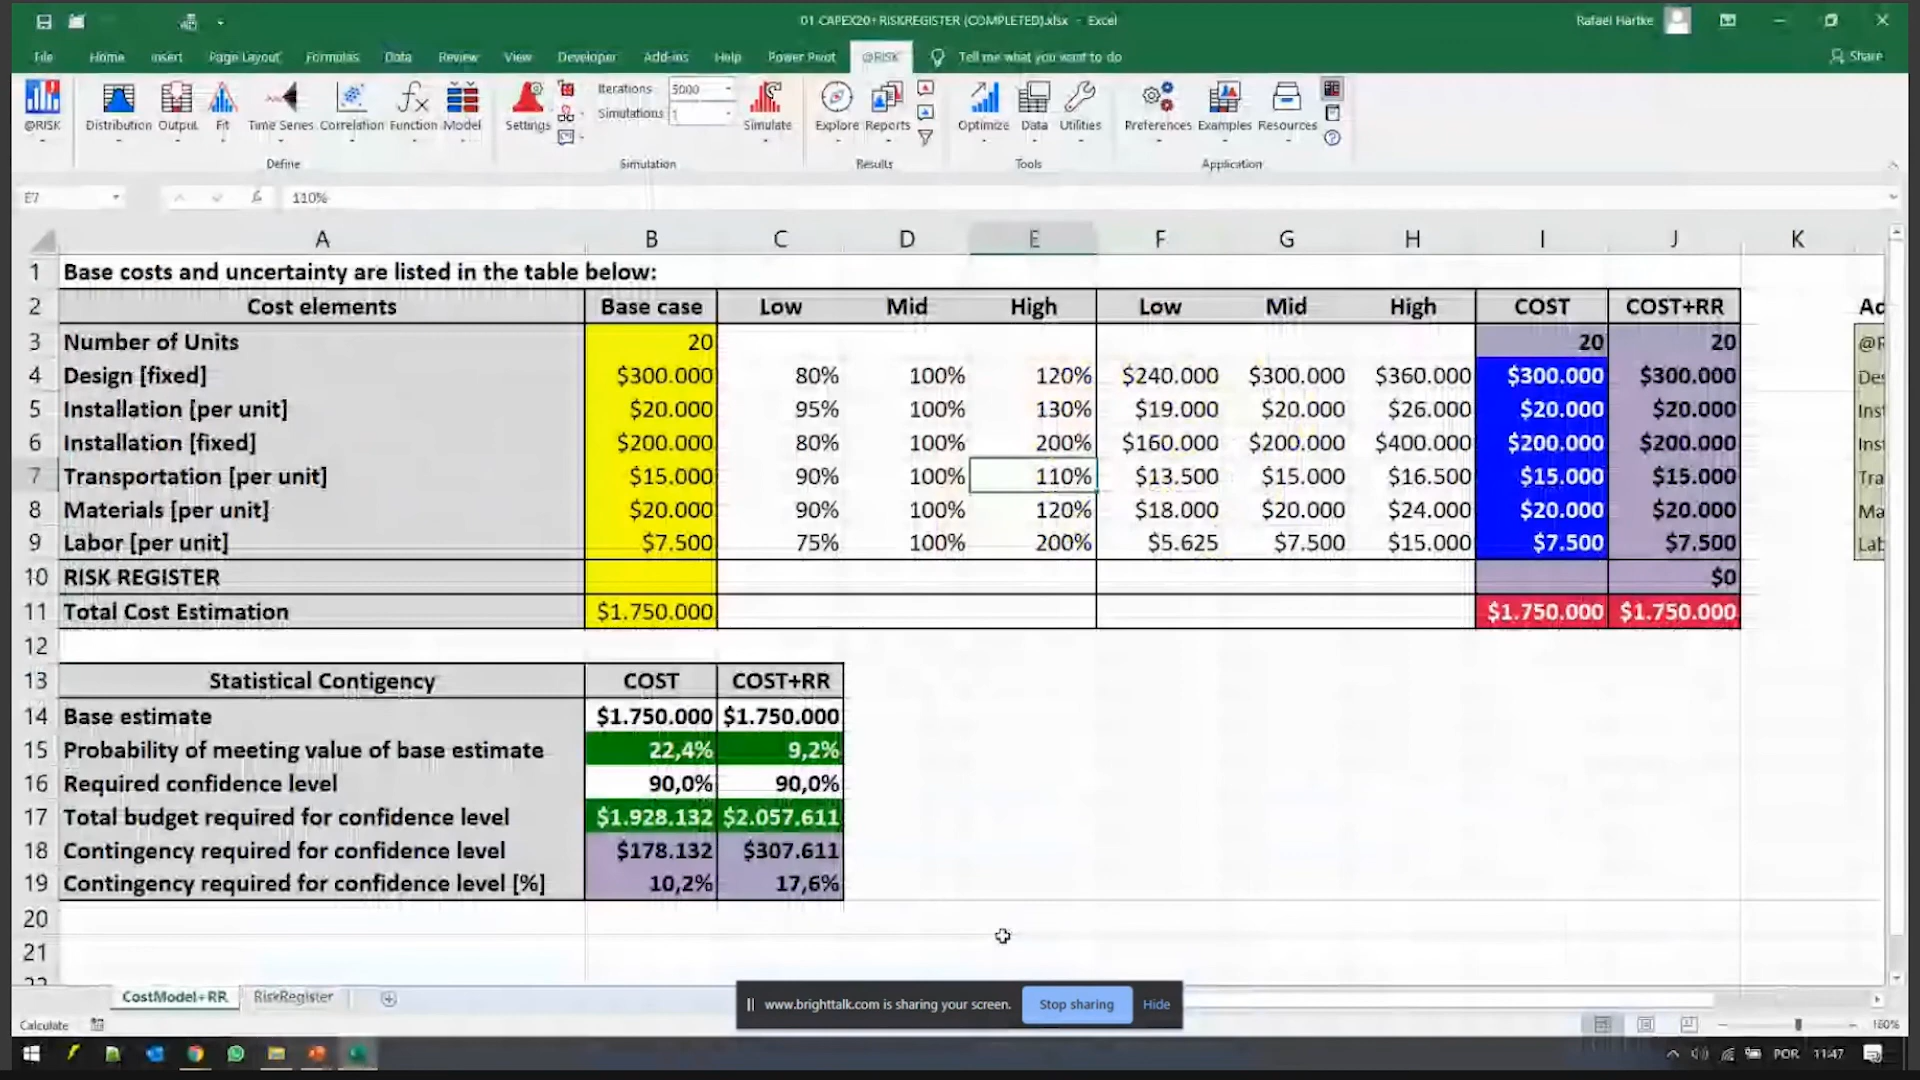 01 CAPEX20+RISKREGISTER (COMPLETED).xlsx - Excel
Rafael Hartke
File Home Insert Page Layout Formulas Data Review View Developer Add-ins Help Power Pivot @RISK Tell me what you want to do Share
Iterations 5000
Simulations 1
@RISK Distribution Output Fit Time Series Correlation Function Model Settings Simulate Explore Reports Optimize Data Utilities Preferences Examples Resources
Define Simulation Results Tools Application
E7 110%
A B C D E F G H I J K
1 Base costs and uncertainty are listed in the table below:
2 Cost elements Base case Low Mid High Low Mid High COST COST+RR
3 Number of Units 20 20 20
4 Design [fixed] $300.000 80% 100% 120% $240.000 $300.000 $360.000 $300.000 $300.000
5 Installation [per unit] $20.000 95% 100% 130% $19.000 $20.000 $26.000 $20.000 $20.000
6 Installation [fixed] $200.000 80% 100% 200% $160.000 $200.000 $400.000 $200.000 $200.000
7 Transportation [per unit] $15.000 90% 100% 110% $13.500 $15.000 $16.500 $15.000 $15.000
8 Materials [per unit] $20.000 90% 100% 120% $18.000 $20.000 $24.000 $20.000 $20.000
9 Labor [per unit] $7.500 75% 100% 200% $5.625 $7.500 $15.000 $7.500 $7.500
10 RISK REGISTER $0
11 Total Cost Estimation $1.750.000 $1.750.000 $1.750.000
12
13 Statistical Contigency COST COST+RR
14 Base estimate $1.750.000 $1.750.000
15 Probability of meeting value of base estimate 22,4% 9,2%
16 Required confidence level 90,0% 90,0%
17 Total budget required for confidence level $1.928.132 $2.057.611
18 Contingency required for confidence level $178.132 $307.611
19 Contingency required for confidence level [%] 10,2% 17,6%
20
21
CostModel+RR RiskRegister
www.brighttalk.com is sharing your screen. Stop sharing Hide
Calculate
160%
POR 11:47